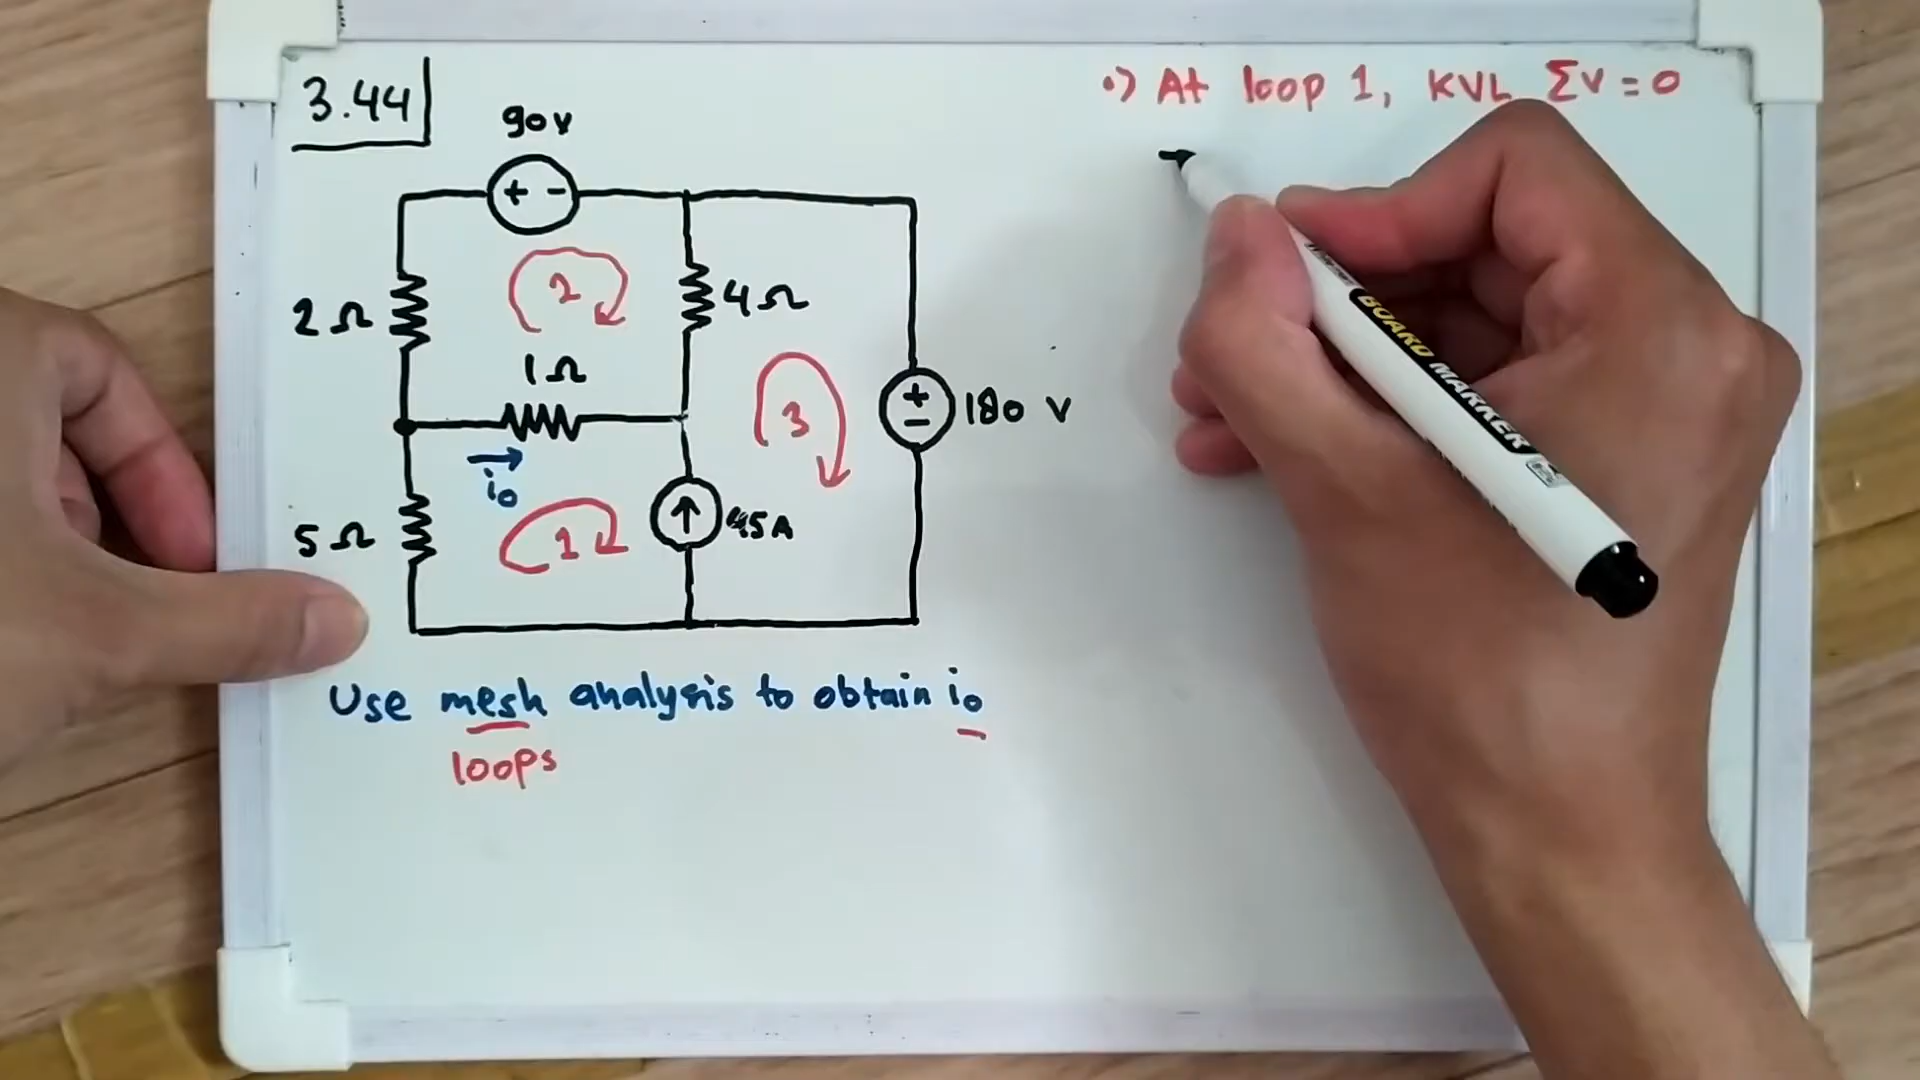 3.44
90v
•) At loop 1, KVL Σv = 0
+ -
2Ω
2
4Ω
1Ω
3
+
-
180 v
i₀
5Ω
1
45A
BOARD MARKER
Use mesh analysis to obtain i₀
loops